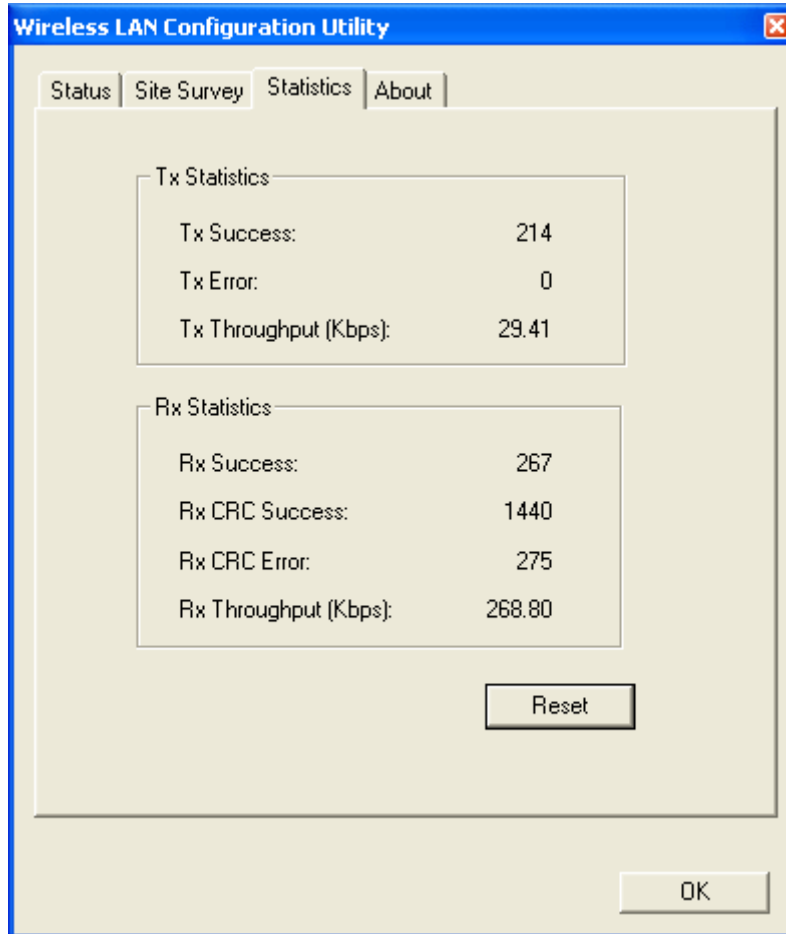 Wireless LAN Configuration Utility
Status Site Survey Statistics About
Tx Statistics
Tx Success: 214
Tx Error: 0
Tx Throughput (Kbps): 29.41
Rx Statistics
Rx Success: 267
Rx CRC Success: 1440
Rx CRC Error: 275
Rx Throughput (Kbps): 268.80
Reset
OK